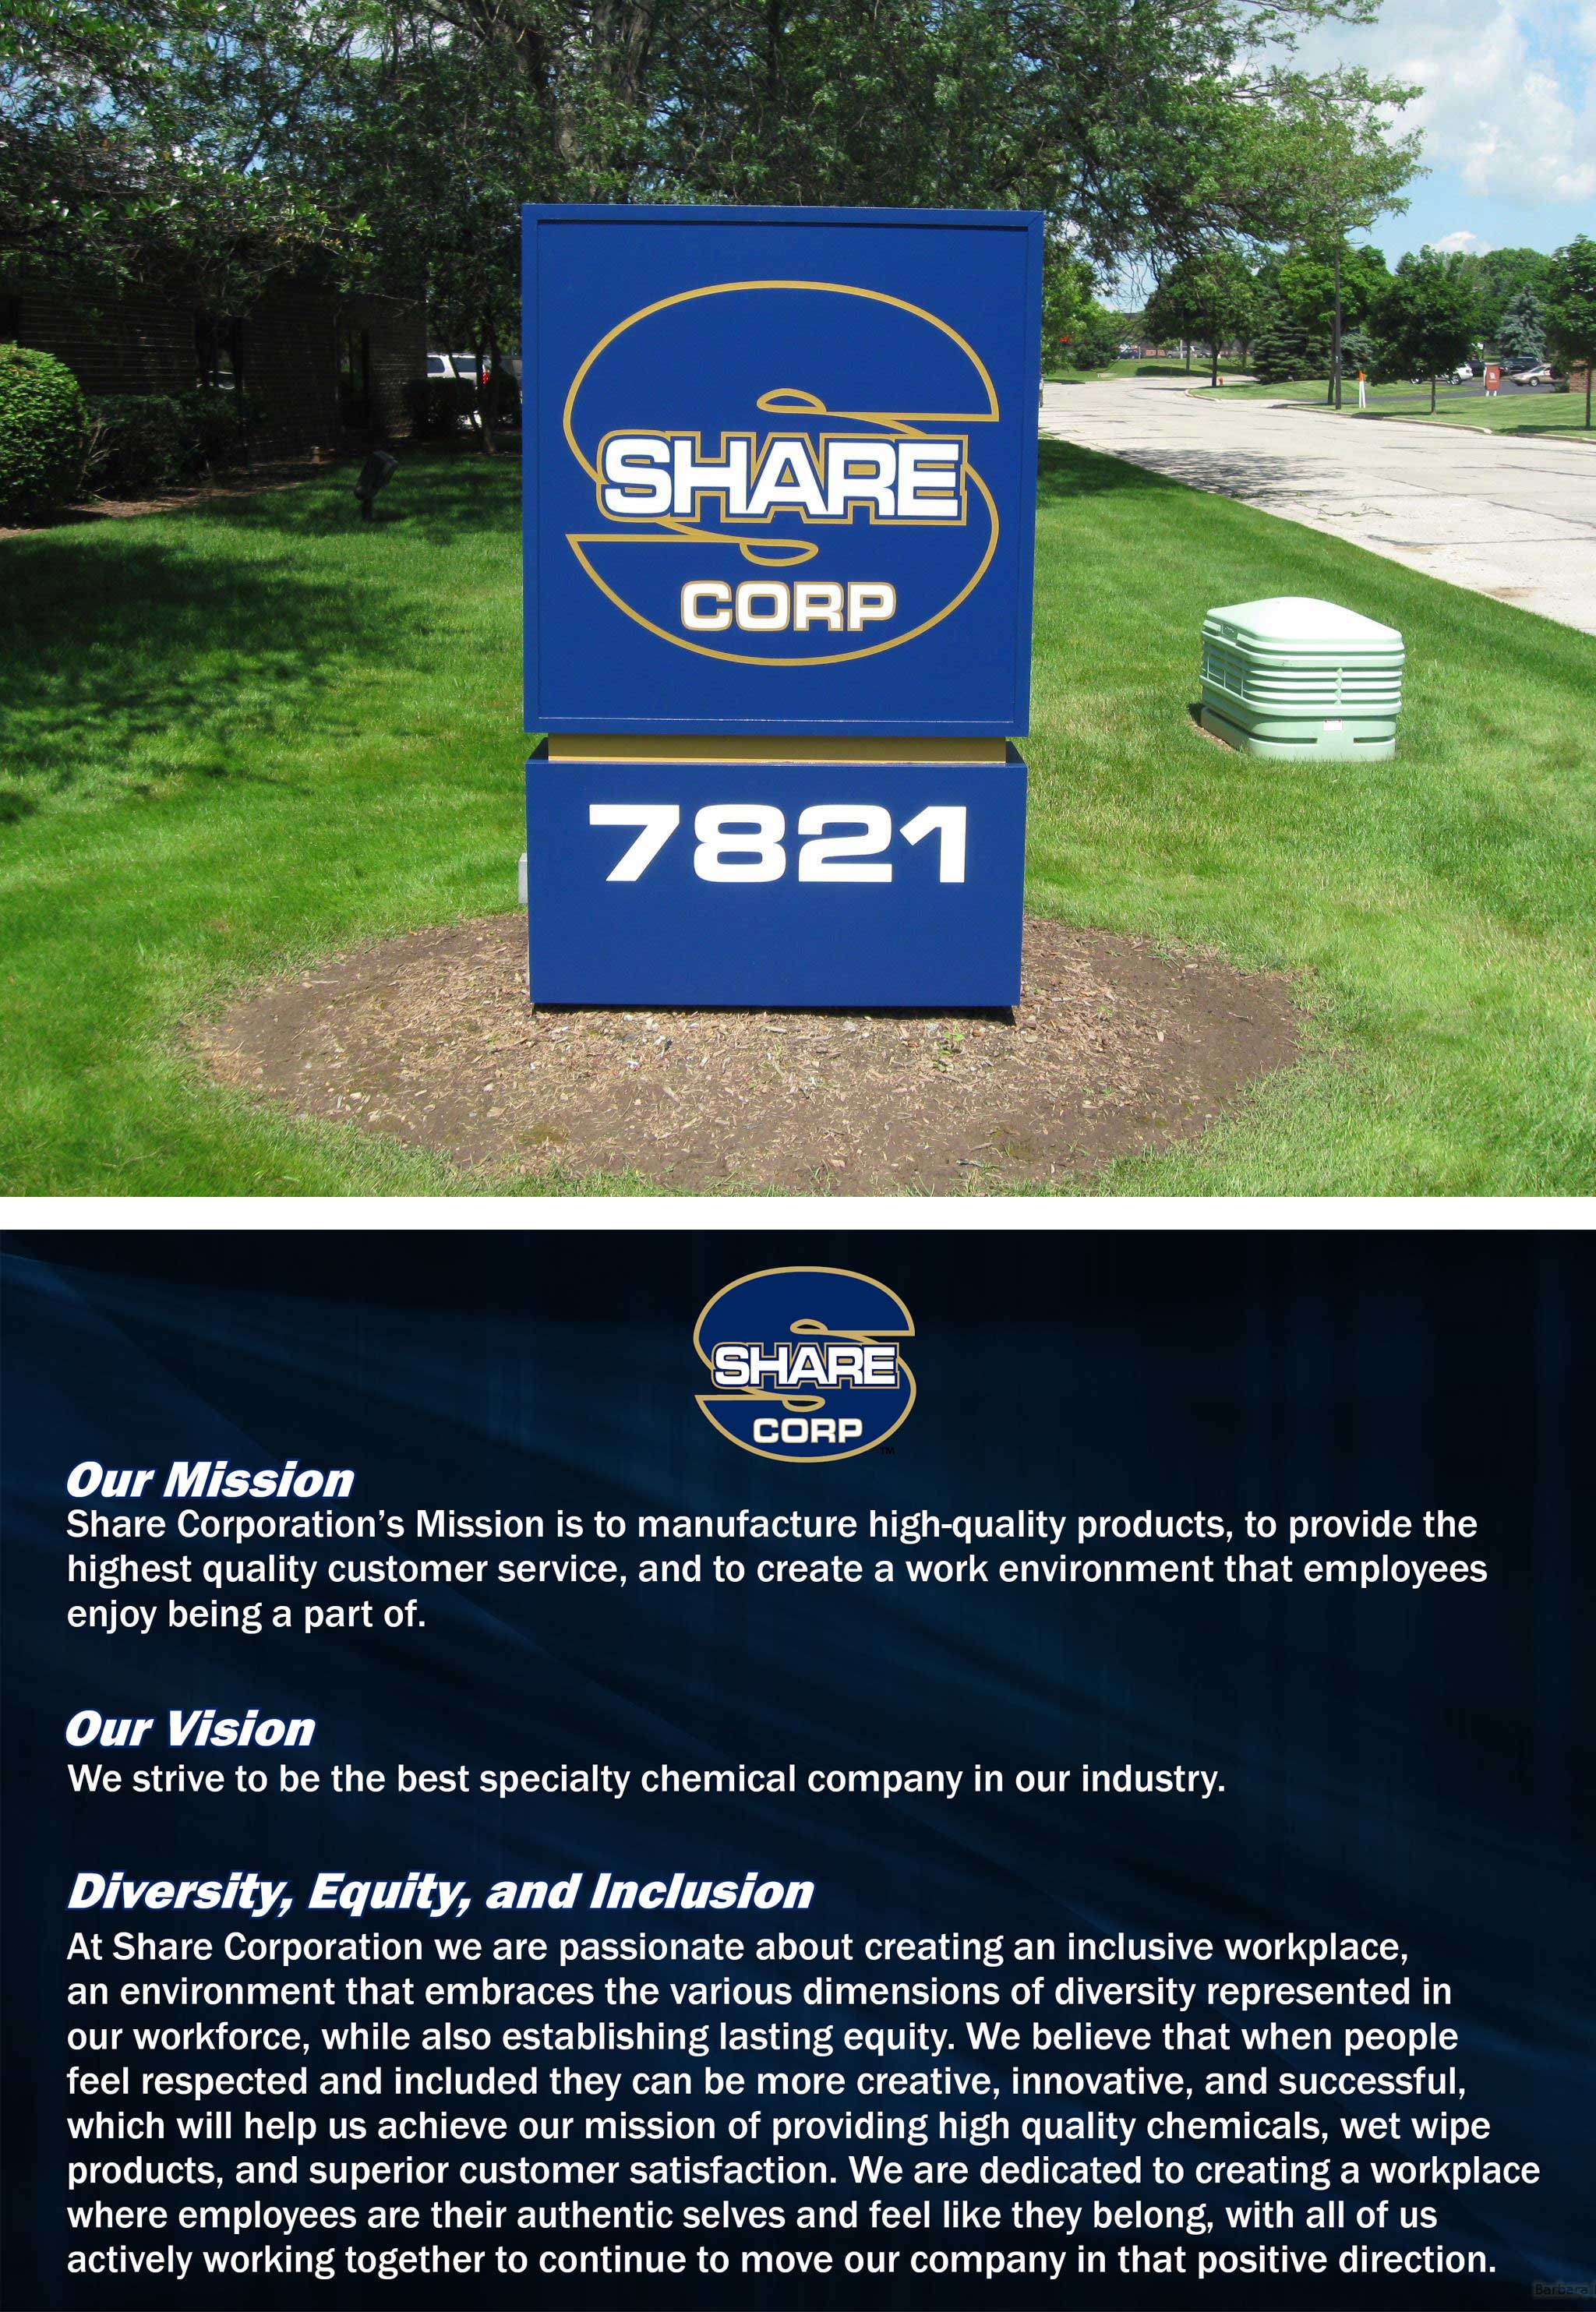 SHARE
CORP
7821
SHARE
CORP
TM
Our Mission
Share Corporation’s Mission is to manufacture high-quality products, to provide the
highest quality customer service, and to create a work environment that employees
enjoy being a part of.
Our Vision
We strive to be the best specialty chemical company in our industry.
Diversity, Equity, and Inclusion
At Share Corporation we are passionate about creating an inclusive workplace,
an environment that embraces the various dimensions of diversity represented in
our workforce, while also establishing lasting equity. We believe that when people
feel respected and included they can be more creative, innovative, and successful,
which will help us achieve our mission of providing high quality chemicals, wet wipe
products, and superior customer satisfaction. We are dedicated to creating a workplace
where employees are their authentic selves and feel like they belong, with all of us
actively working together to continue to move our company in that positive direction.
Barbara